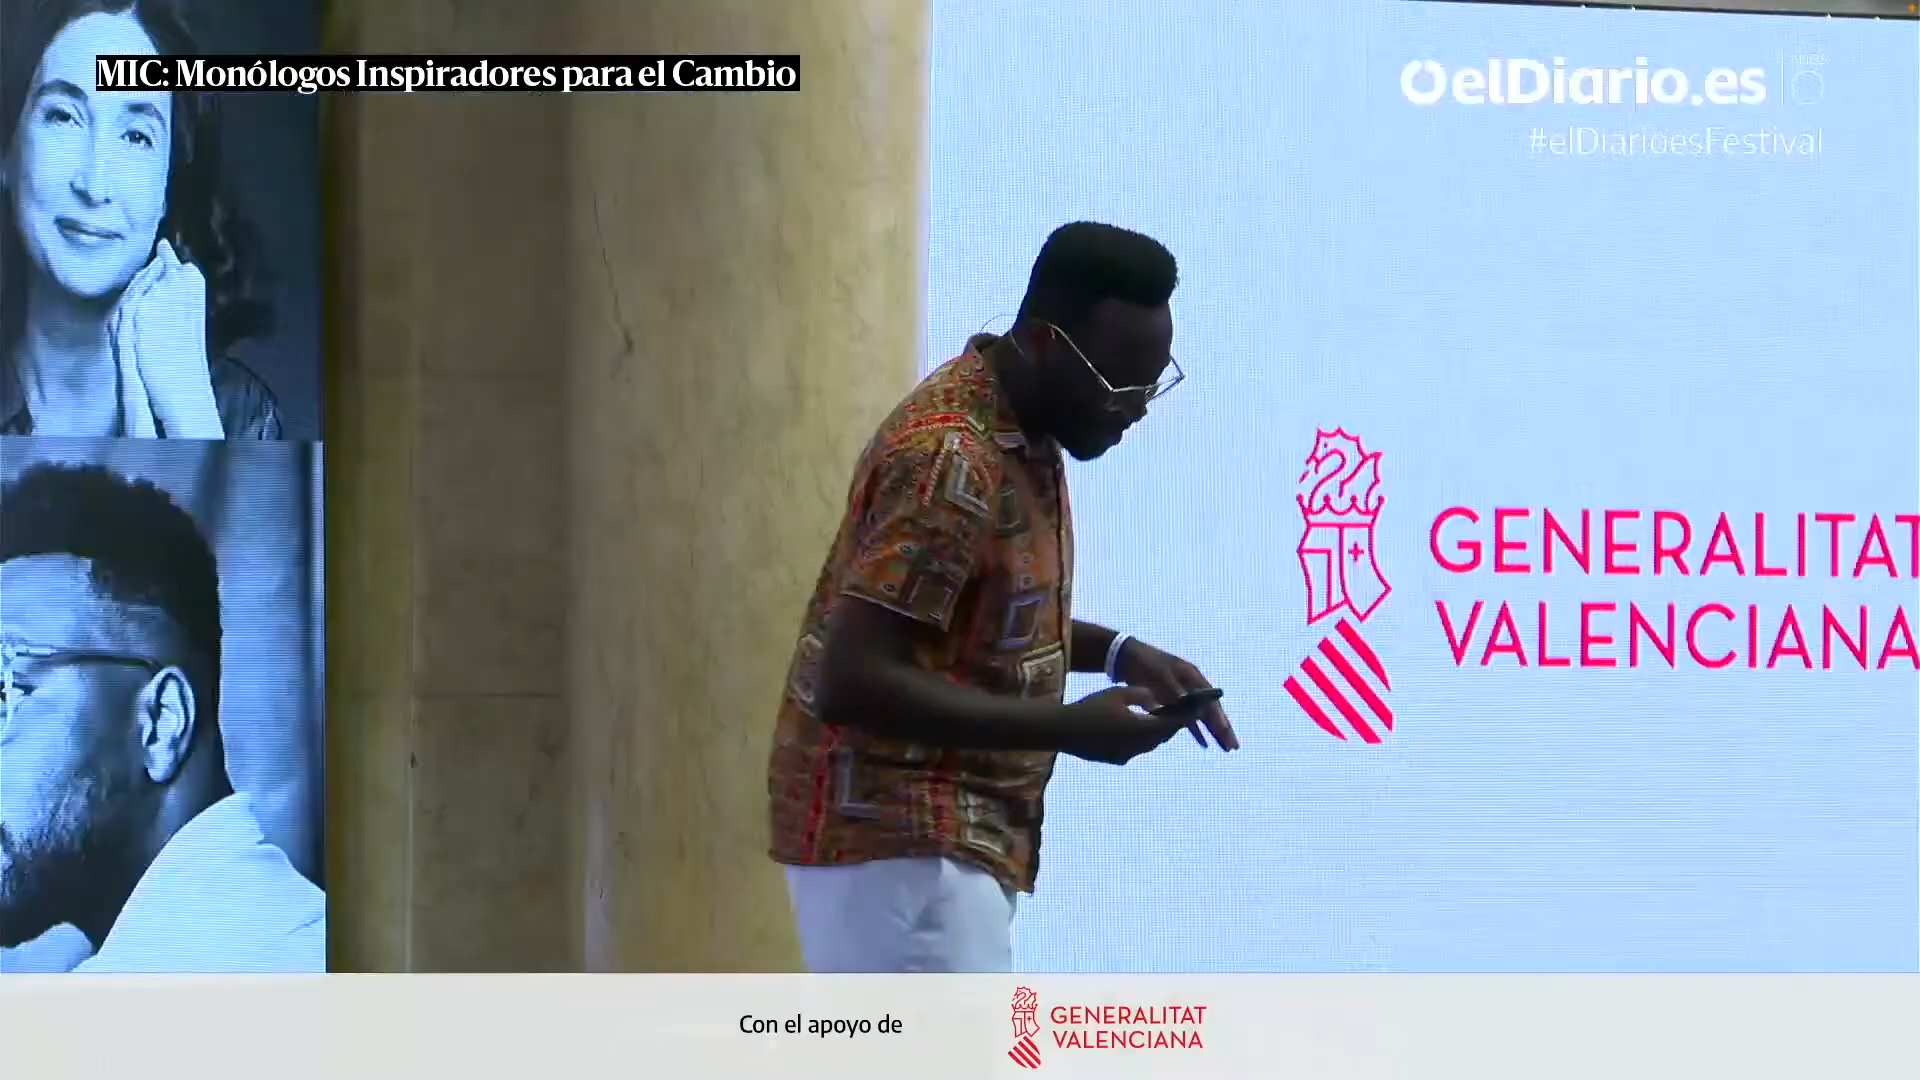 MIC: Monólogos Inspiradores para el Cambio
elDiario.es
#elDiarioesFestival
GENERALITAT
VALENCIANA
Con el apoyo de
GENERALITAT
VALENCIANA